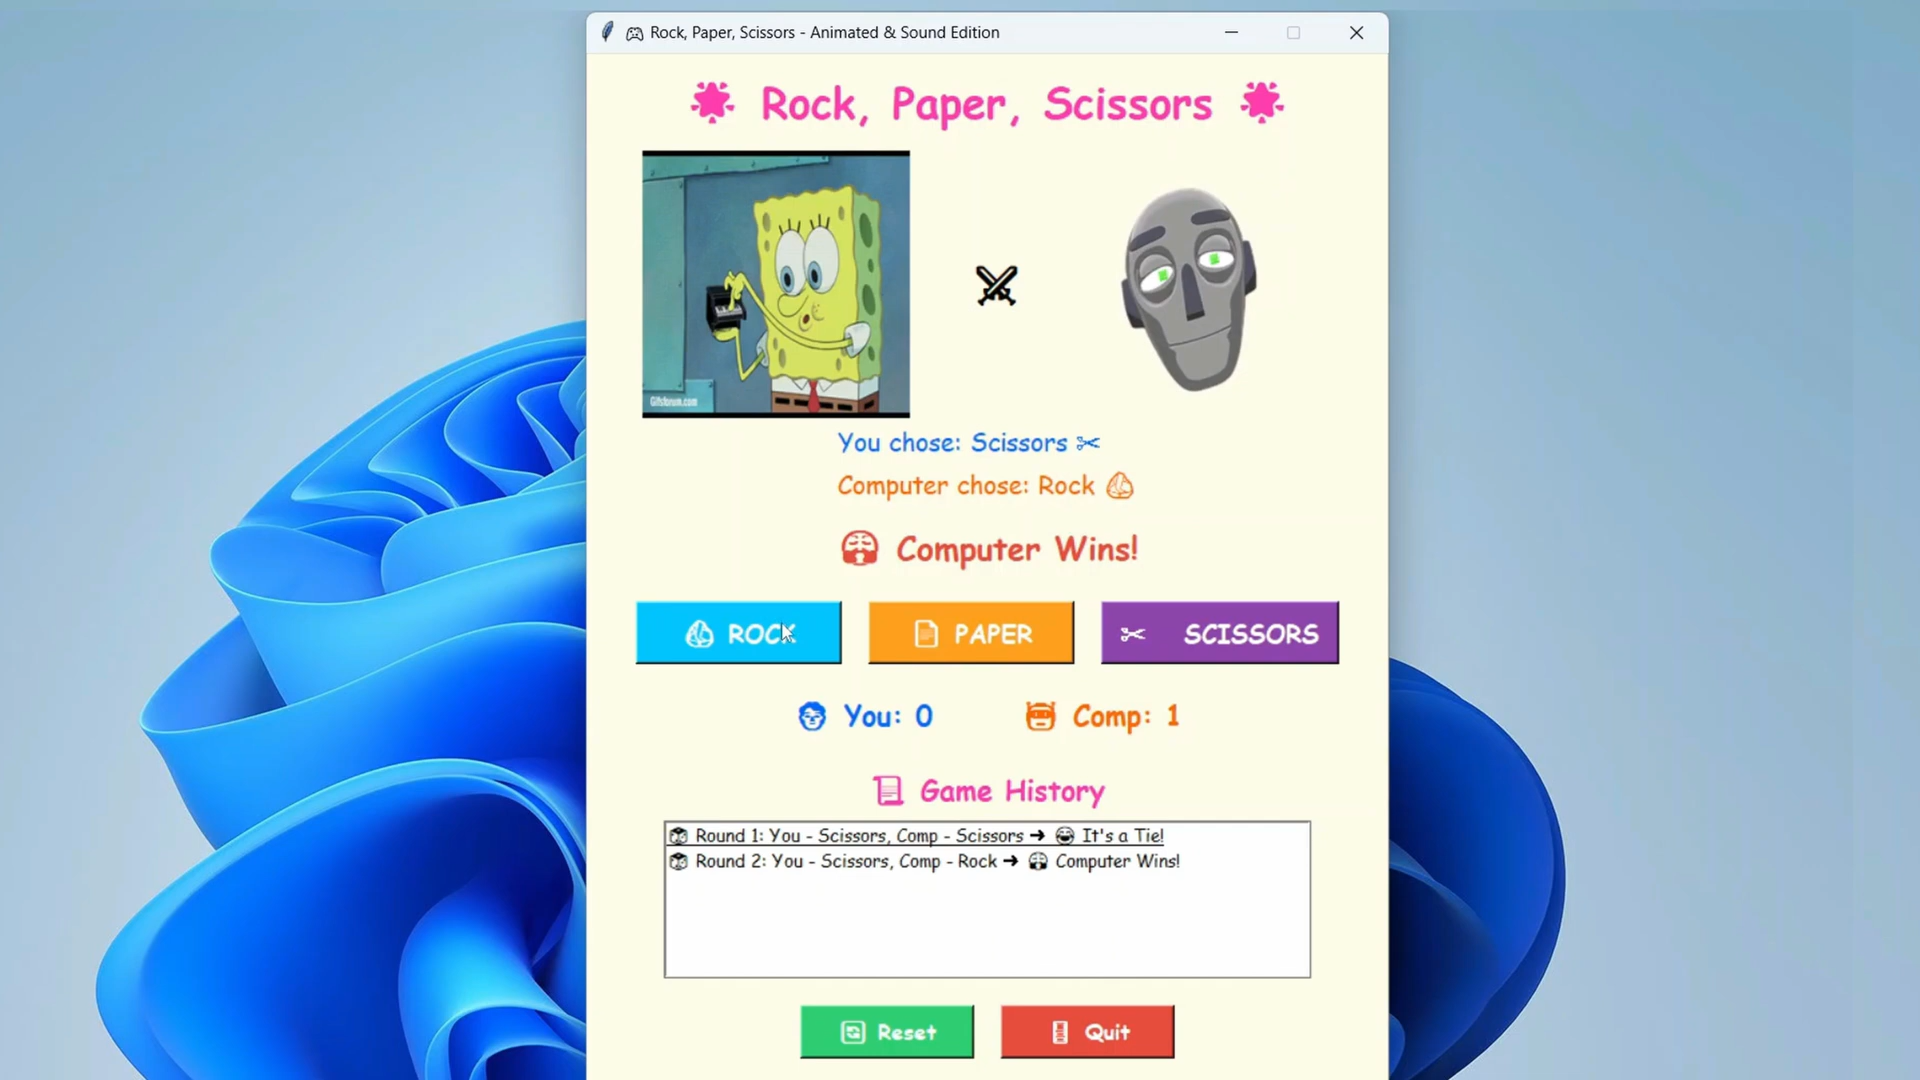 Rock, Paper, Scissors - Animated & Sound Edition
Rock, Paper, Scissors
Gifsforum.com
You chose: Scissors ✂
Computer chose: Rock
Computer Wins!
ROCK
PAPER
SCISSORS
You: 0
Comp: 1
Game History
Round 1: You - Scissors, Comp - Scissors ➜ 😂 It's a Tie!
Round 2: You - Scissors, Comp - Rock ➜ Computer Wins!
Reset
Quit